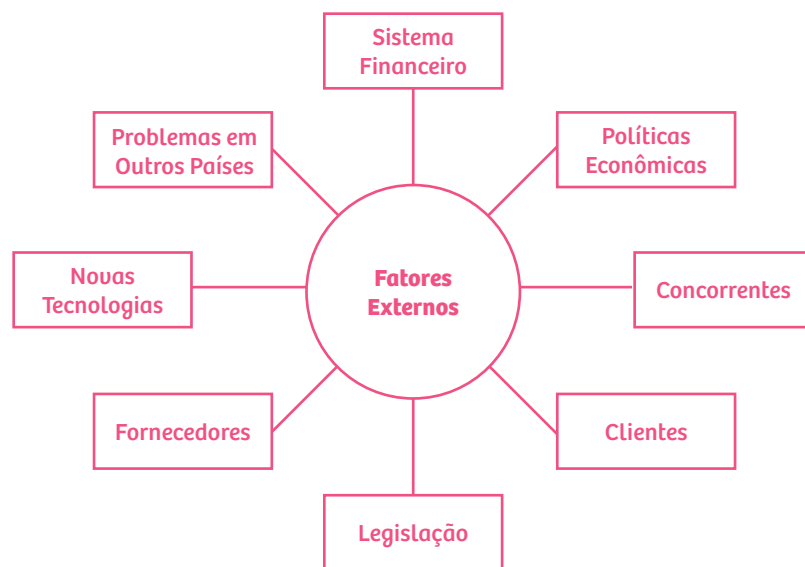 Sistema
Financeiro
Problemas em
Outros Países
Políticas
Econômicas
Novas
Tecnologias
Fatores
Externos
Concorrentes
Fornecedores
Clientes
Legislação